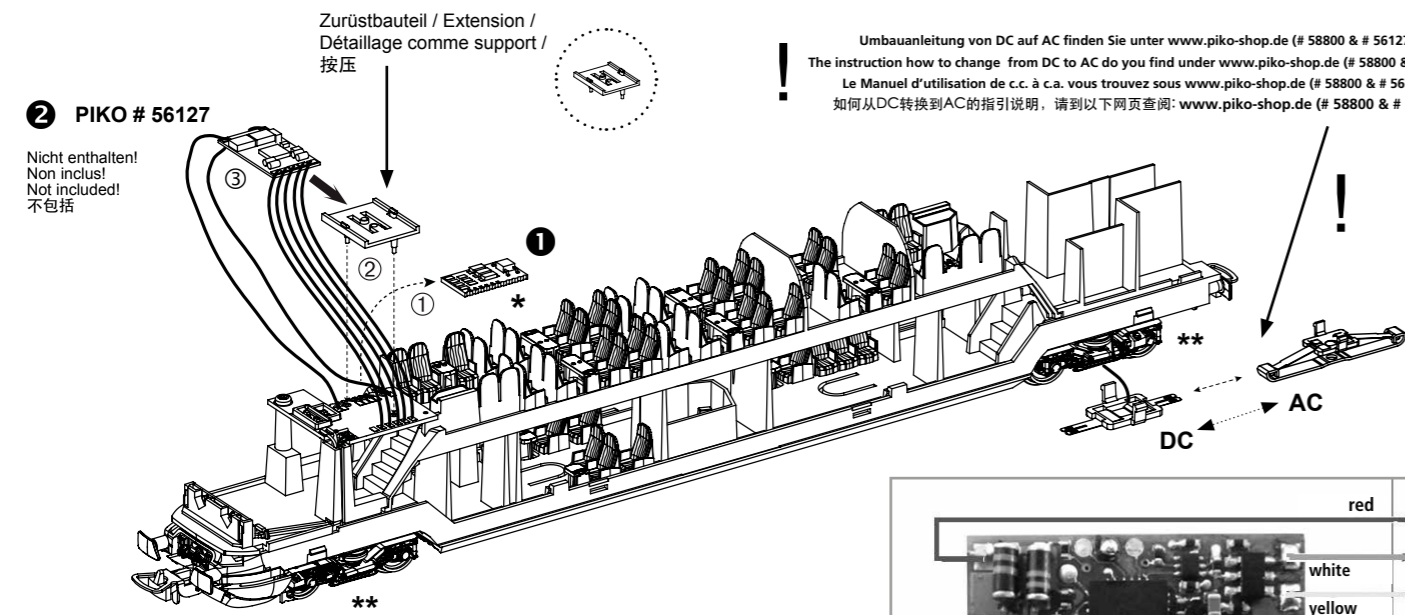 Zurüstbauteil / Extension /
Détaillage comme support /
按压
Umbauanleitung von DC auf AC finden Sie unter www.piko-shop.de (# 58800 & # 56127
The instruction how to change from DC to AC do you find under www.piko-shop.de (# 58800 &
Le Manuel d'utilisation de c.c. à c.a. vous trouvez sous www.piko-shop.de (# 58800 & # 56
如何从DC转换到AC的指引说明，请到以下网页查阅: www.piko-shop.de (# 58800 & #
!
❷ PIKO # 56127
Nicht enthalten!
Non inclus!
Not included!
不包括
③
!
❶
②
①
*
**
AC
DC
red
white
yellow
**